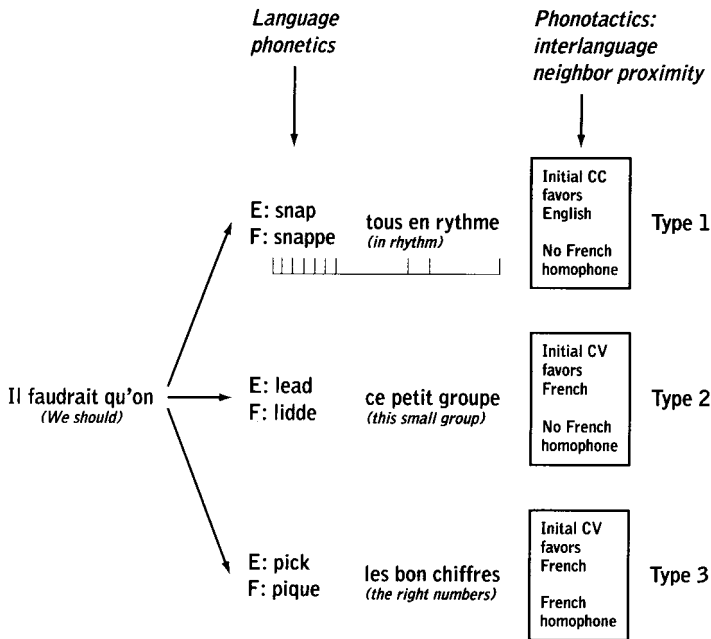 Language
phonetics
Phonotactics:
interlanguage
neighbor proximity
E: snap
F: snappe
tous en rythme
(in rhythm)
Initial CC
favors
English
No French
homophone
Type 1
Il faudrait qu'on
(We should)
E: lead
F: lidde
ce petit groupe
(this small group)
Initial CV
favors
French
No French
homophone
Type 2
E: pick
F: pique
les bon chiffres
(the right numbers)
Inital CV
favors
French
French
homophone
Type 3